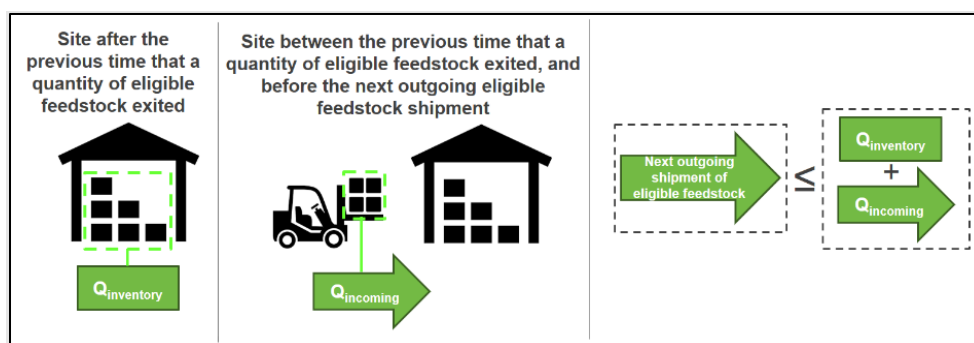 Site after the
previous time that a
quantity of eligible
feedstock exited
Qinventory
Site between the previous time that a
quantity of eligible feedstock exited, and
before the next outgoing eligible
feedstock shipment
Qincoming
Next outgoing
shipment of
eligible feedstock
≤
Qinventory
+
Qincoming